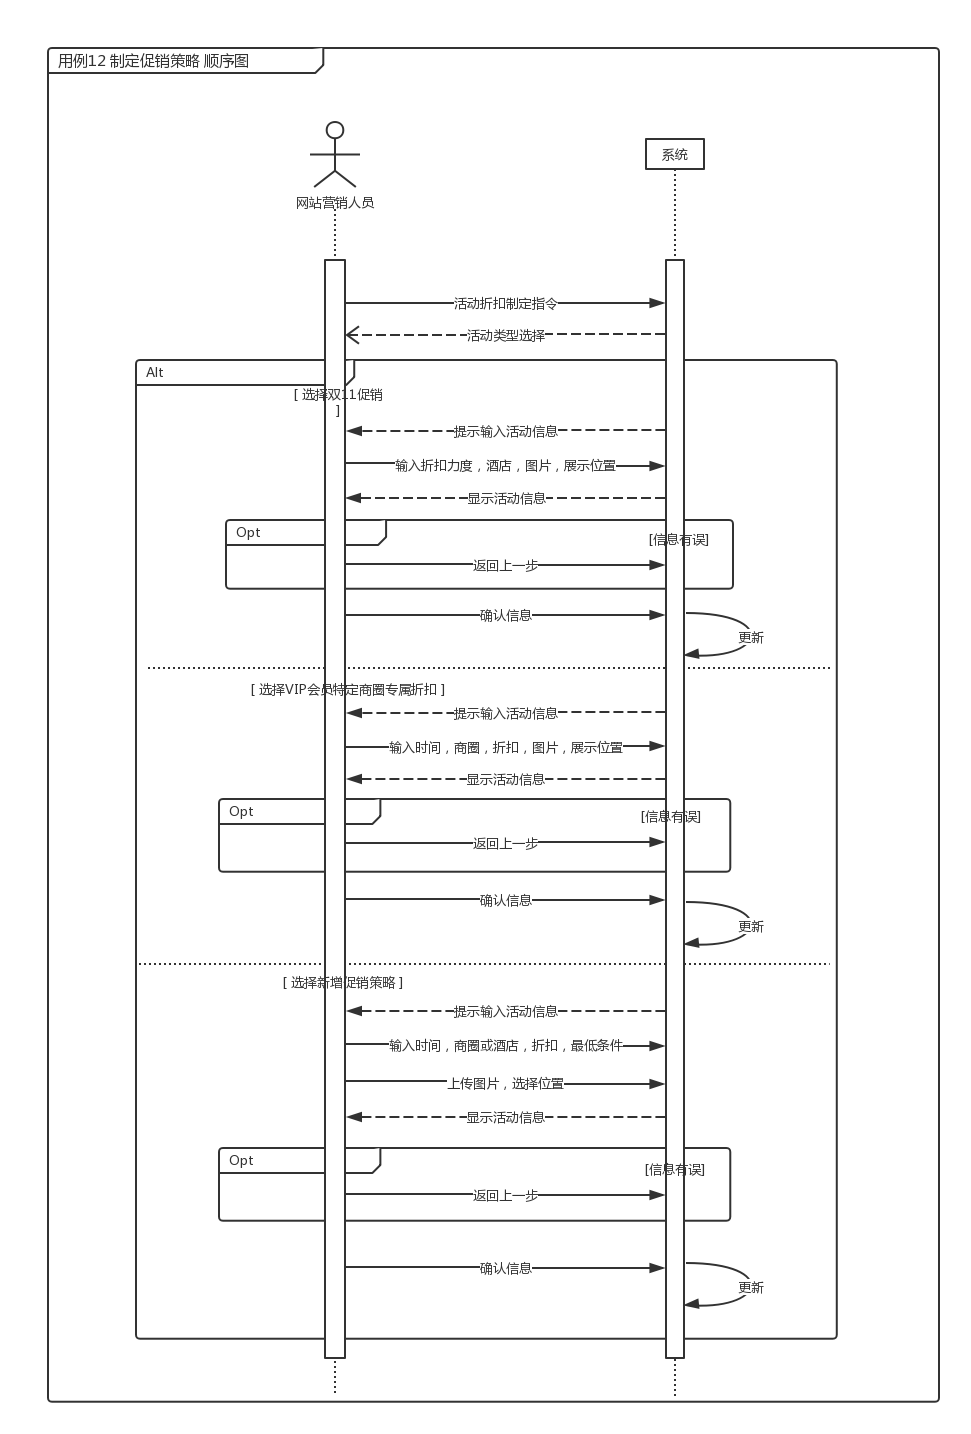 用例12 制定促销策略 顺序图
系统
网站营销人员
活动折扣制定指令
活动类型选择
Alt
[ 选择双11促销
]
提示输入活动信息
输入折扣力度，酒店，图片，展示位置
显示活动信息
Opt
[信息有误]
返回上一步
确认信息
更新
[ 选择VIP会员特定商圈专属折扣 ]
提示输入活动信息
输入时间，商圈，折扣，图片，展示位置
显示活动信息
Opt
[信息有误]
返回上一步
确认信息
更新
[ 选择新增促销策略 ]
提示输入活动信息
输入时间，商圈或酒店，折扣，最低条件
上传图片，选择位置
显示活动信息
Opt
[信息有误]
返回上一步
确认信息
更新